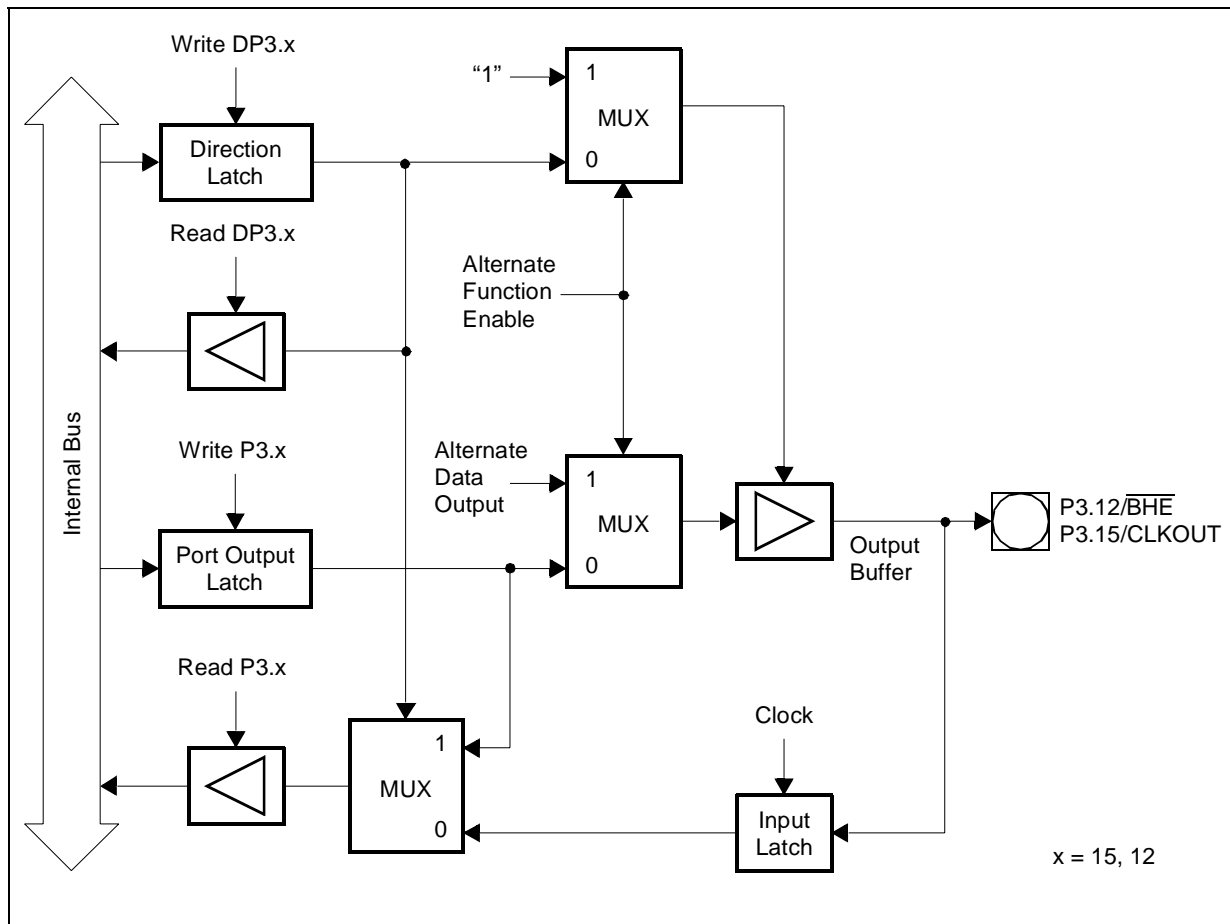 Write DP3.x
“1”
1
MUX
0
Direction
Latch
Read DP3.x
Alternate
Function
Enable
Internal Bus
Write P3.x
Alternate
Data
Output
1
MUX
0
P3.12/B̅H̅E̅
P3.15/CLKOUT
Output
Buffer
Port Output
Latch
Read P3.x
Clock
1
MUX
0
Input
Latch
x = 15, 12